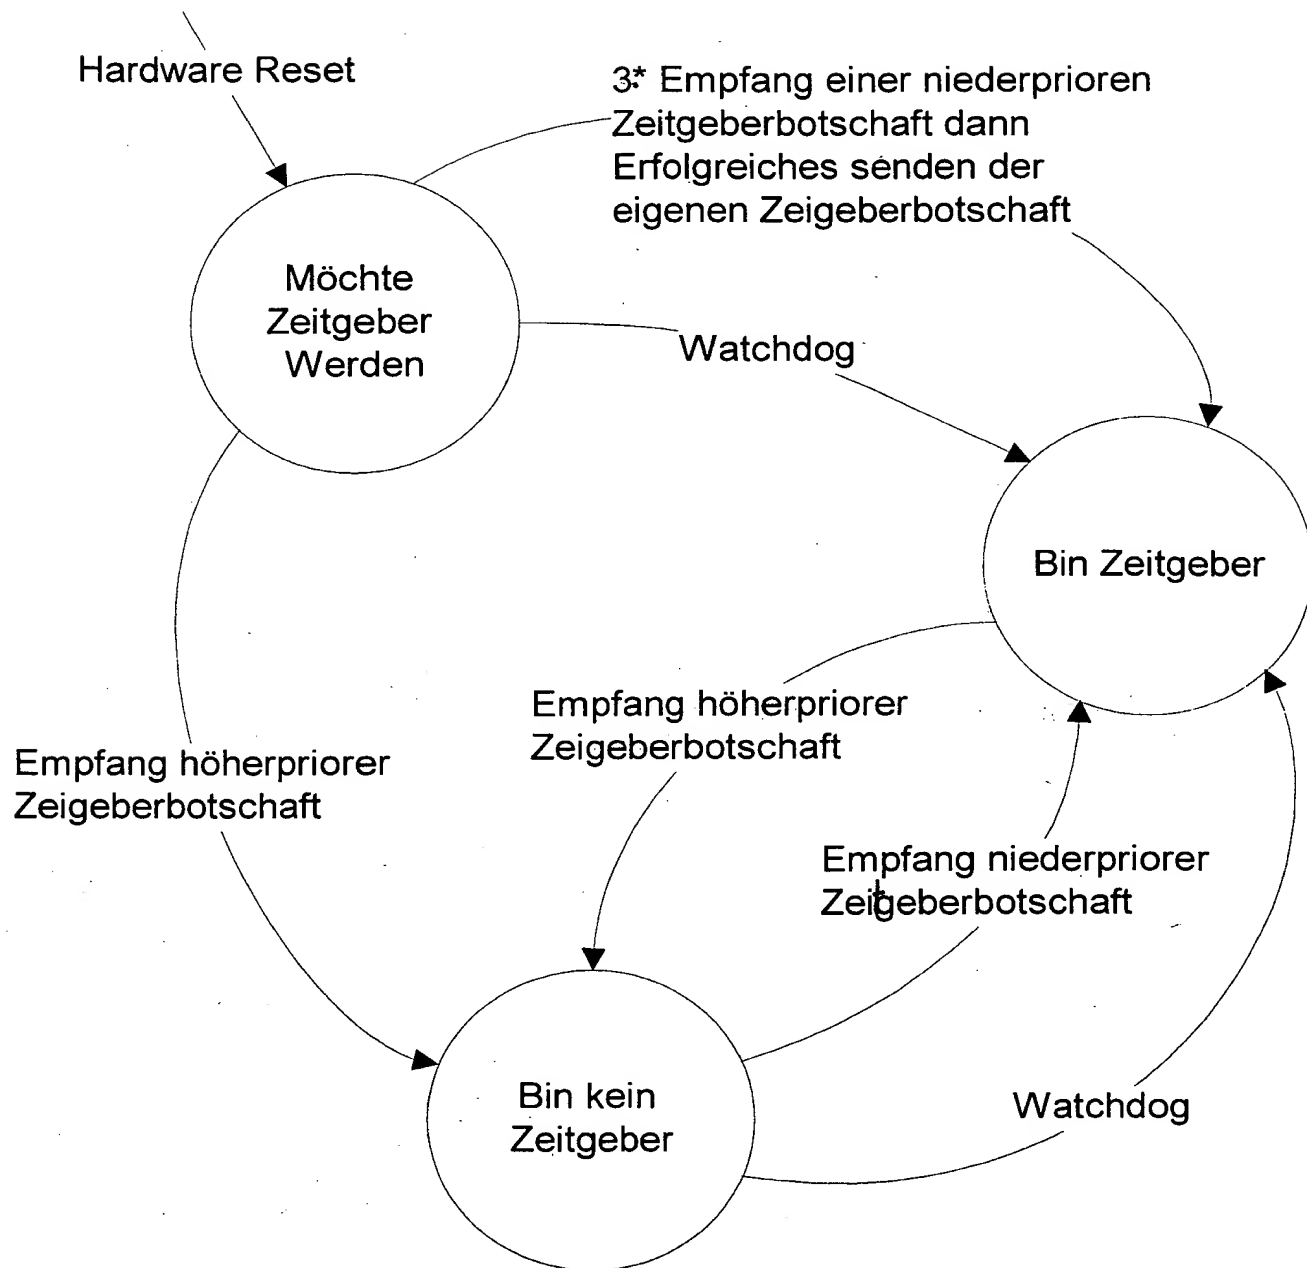 Hardware Reset
3* Empfang einer niederprioren
Zeitgeberbotschaft dann
Erfolgreiches senden der
eigenen Zeigeberbotschaft
Möchte
Zeitgeber
Werden
Watchdog
Bin Zeitgeber
Empfang höherpriorer
Zeigeberbotschaft
Empfang höherpriorer
Zeigeberbotschaft
Empfang niederpriorer
Zeitgeberbotschaft
Bin kein
Zeitgeber
Watchdog